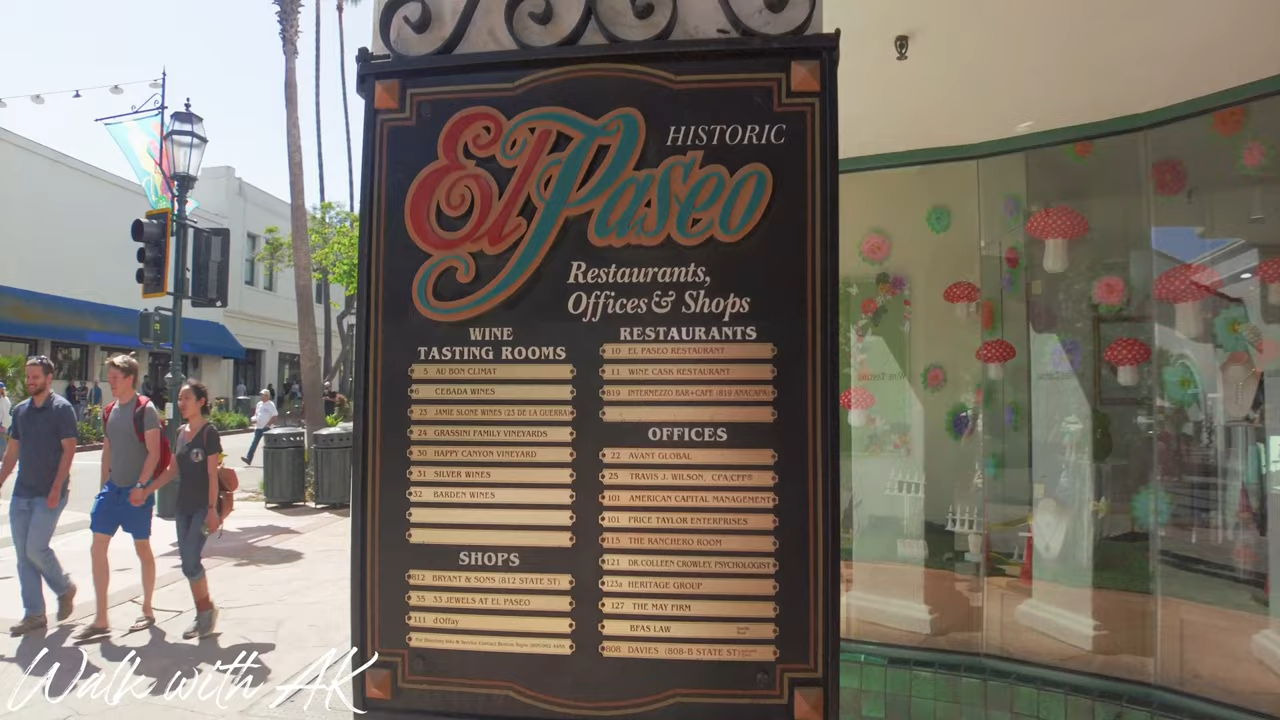 HISTORIC
El Paseo
Restaurants,
Offices & Shops
WINE
TASTING ROOMS
5 AU BON CLIMAT
6 CEBADA WINES
23 JAMIE SLONE WINES (23 DE LA GUERRA)
24 GRASSINI FAMILY VINEYARDS
30 HAPPY CANYON VINEYARD
31 SILVER WINES
32 BARDEN WINES
SHOPS
812 BRYANT & SONS (812 STATE ST)
35 33 JEWELS AT EL PASEO
111 d'Offay
RESTAURANTS
10 EL PASEO RESTAURANT
11 WINE CASK RESTAURANT
819 INTERMEZZO BAR+CAFE (819 ANACAPA)
OFFICES
22 AVANT GLOBAL
25 TRAVIS J. WILSON, CPA/CFP®
101 AMERICAN CAPITAL MANAGEMENT
101 PRICE TAYLOR ENTERPRISES
115 THE RANCHERO ROOM
121 DR. COLLEEN CROWLEY, PSYCHOLOGIST
123a HERITAGE GROUP
127 THE MAY FIRM
BFAS LAW
808 DAVIES (808-B STATE ST)
Walk with AK